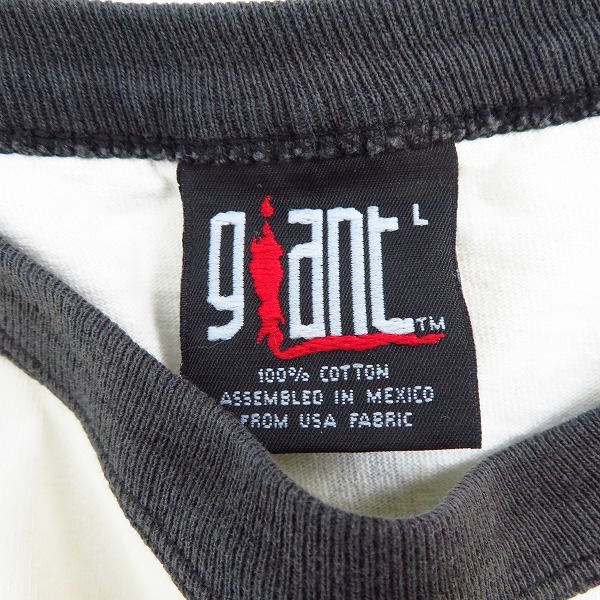 giant L
TM
100% COTTON
ASSEMBLED IN MEXICO
FROM USA FABRIC